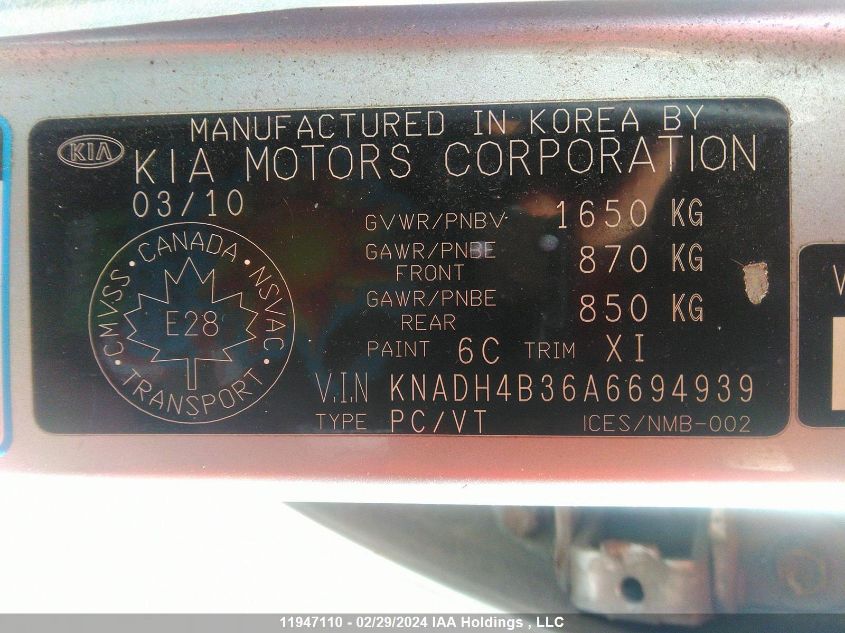 MANUFACTURED IN KOREA BY
KIA
KIA MOTORS CORPORATION
03/10
GVWR/PNBV 1650 KG
GAWR/PNBE FRONT 870 KG
GAWR/PNBE REAR 850 KG
CANADA
CMVSS • NSVAC
E28
TRANSPORT
PAINT 6C TRIM XI
V.I.N KNADH4B36A6694939
TYPE PC/VT ICES/NMB-002
V
11947110 - 02/29/2024 IAA Holdings , LLC